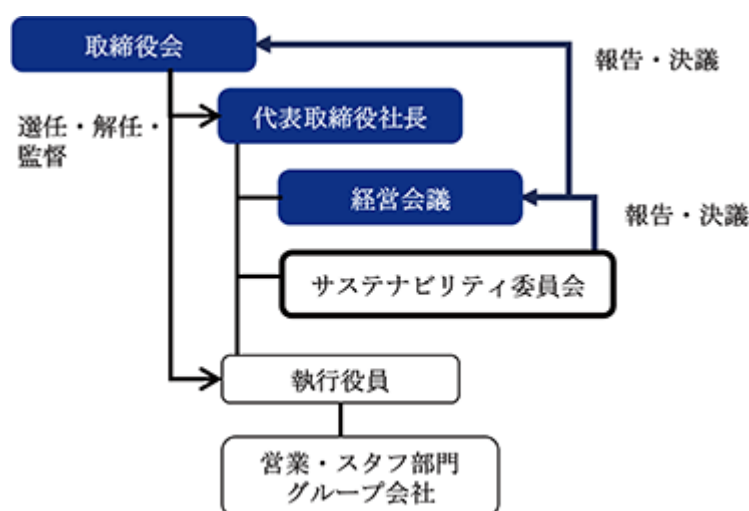 取締役会
報告・決議
選任・解任・
監督
代表取締役社長
経営会議
報告・決議
サステナビリティ委員会
執行役員
営業・スタフ部門
グループ会社